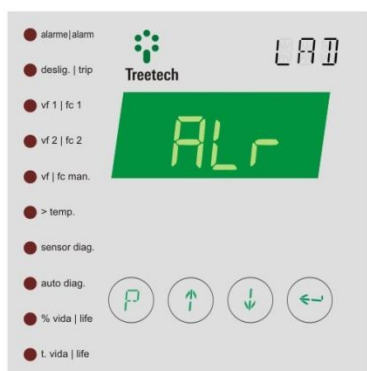 alarme|alarm
deslig. | trip
vf 1 | fc 1
vf 2 | fc 2
vf | fc man.
> temp.
sensor diag.
auto diag.
% vida | life
t. vida | life
Treetech
LAD
ALr
P